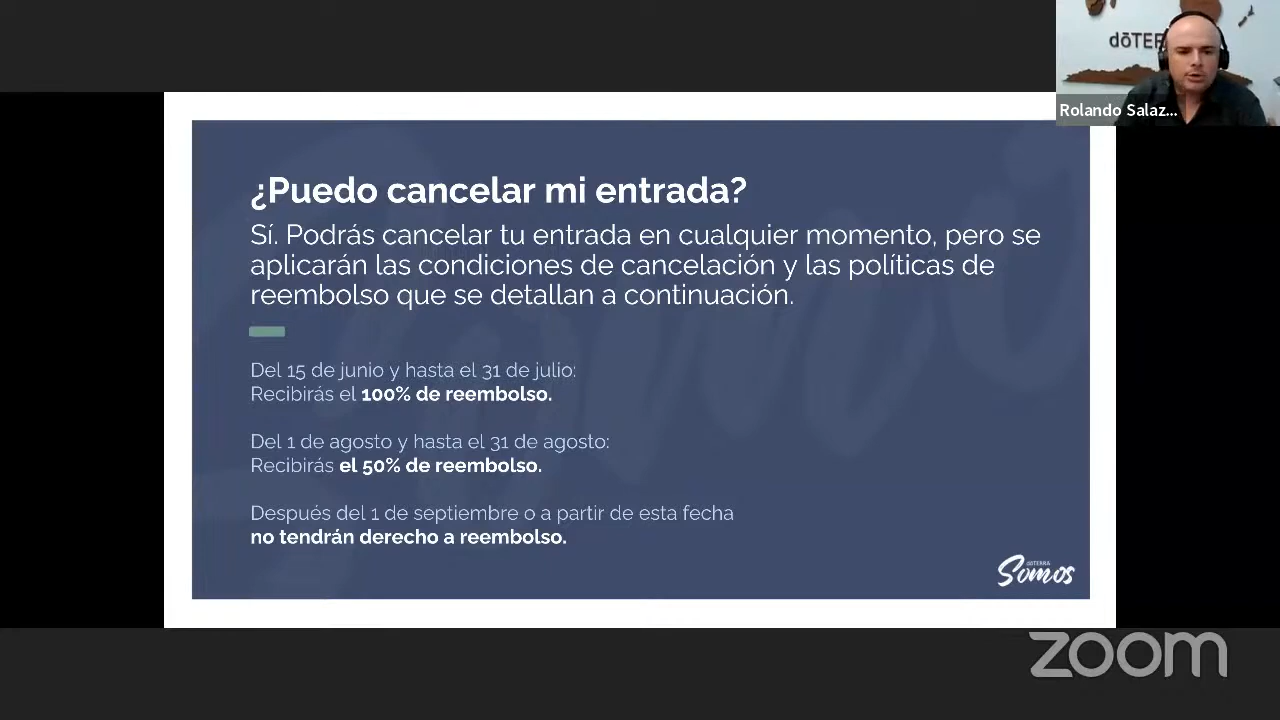 dōTER
Rolando Salaz...
¿Puedo cancelar mi entrada?
Sí. Podrás cancelar tu entrada en cualquier momento, pero se
aplicarán las condiciones de cancelación y las políticas de
reembolso que se detallan a continuación.
Del 15 de junio y hasta el 31 de julio:
Recibirás el 100% de reembolso.
Del 1 de agosto y hasta el 31 de agosto:
Recibirás el 50% de reembolso.
Después del 1 de septiembre o a partir de esta fecha
no tendrán derecho a reembolso.
dōTERRA
Somos
zoom